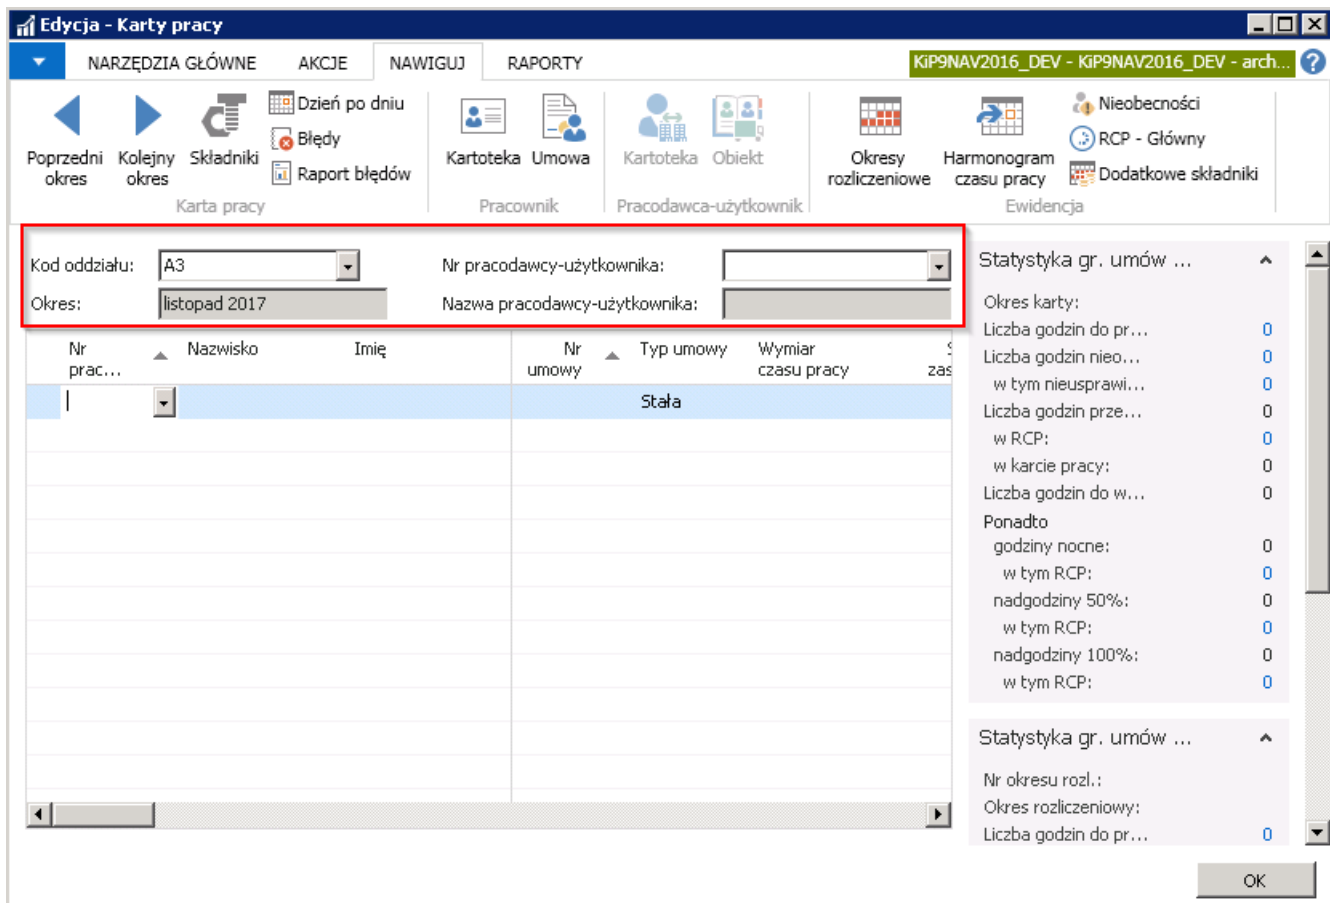 Edycja - Karty pracy
NARZĘDZIA GŁÓWNE AKCJE NAWIGUJ RAPORTY KiP9NAV2016_DEV - KiP9NAV2016_DEV - arch... ?
Poprzedni okres
Kolejny okres
Składniki
Dzień po dniu
Błędy
Raport błędów
Karta pracy
Kartoteka
Umowa
Pracownik
Kartoteka
Obiekt
Pracodawca-użytkownik
Okresy rozliczeniowe
Harmonogram czasu pracy
Nieobecności
RCP - Główny
Dodatkowe składniki
Ewidencja
Kod oddziału: A3 Nr pracodawcy-użytkownika:
Okres: listopad 2017 Nazwa pracodawcy-użytkownika:
Nr prac... Nazwisko Imię Nr umowy Typ umowy Wymiar czasu pracy
Stała
Statystyka gr. umów ...
Okres karty:
Liczba godzin do pr... 0
Liczba godzin nieo... 0
w tym nieusprawi... 0
Liczba godzin prze... 0
w RCP: 0
w karcie pracy: 0
Liczba godzin do w... 0
Ponadto
godziny nocne: 0
w tym RCP: 0
nadgodziny 50%: 0
w tym RCP: 0
nadgodziny 100%: 0
w tym RCP: 0
Statystyka gr. umów ...
Nr okresu rozl.:
Okres rozliczeniowy:
Liczba godzin do pr... 0
OK